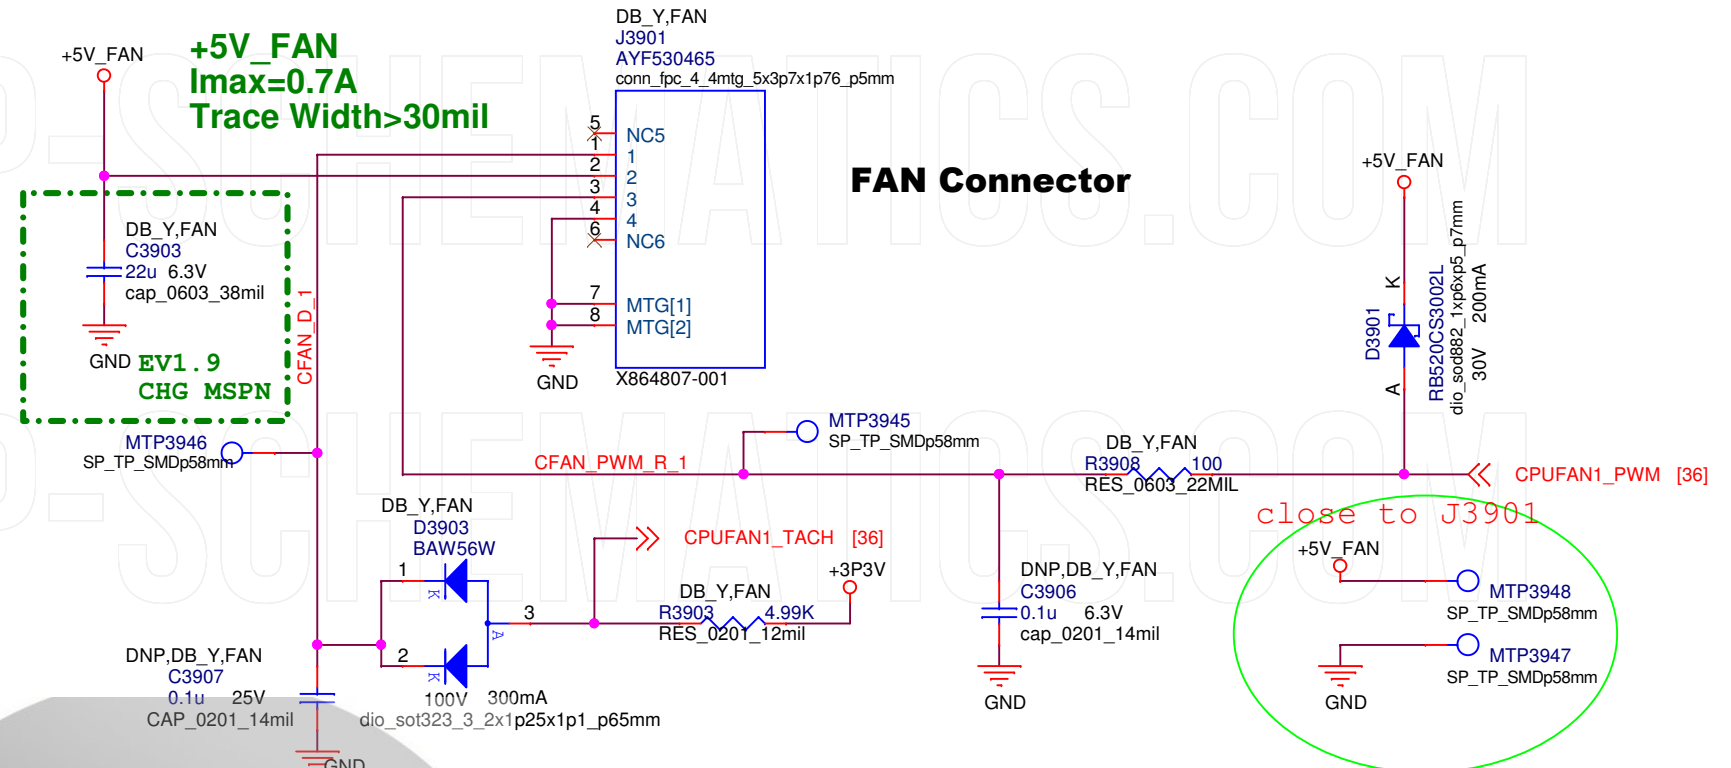 +5V_FAN
+5V_FAN
Imax=0.7A
Trace Width>30mil
DB_Y,FAN
J3901
AYF530465
conn_fpc_4_4mtg_5x3p7x1p76_p5mm
5
NC5
1
1
2
2
3
3
4
4
6
NC6
7
MTG[1]
8
MTG[2]
X864807-001
GND
FAN Connector
DB_Y,FAN
C3903
22u 6.3V
cap_0603_38mil
GND
EV1.9
CHG MSPN
CFAN_D_1
MTP3946
SP_TP_SMDp58mm
+5V_FAN
K
D3901
A
RB520CS3002L
dio_sod882_1xp6xp5_p7mm
30V 200mA
MTP3945
SP_TP_SMDp58mm
CFAN_PWM_R_1
DB_Y,FAN
R3908 100
RES_0603_22MIL
CPUFAN1_PWM [36]
close to J3901
+5V_FAN
MTP3948
SP_TP_SMDp58mm
MTP3947
SP_TP_SMDp58mm
GND
DB_Y,FAN
D3903
BAW56W
1
K
2
K
A
3
100V 300mA
dio_sot323_3_2x1p25x1p1_p65mm
CPUFAN1_TACH [36]
+3P3V
DB_Y,FAN
R3903 4.99K
RES_0201_12mil
DNP,DB_Y,FAN
C3906
0.1u 6.3V
cap_0201_14mil
GND
DNP,DB_Y,FAN
C3907
0.1u 25V
CAP_0201_14mil
GND
P-SCHEMATICS.COM
P-SCHEMATICS.COM